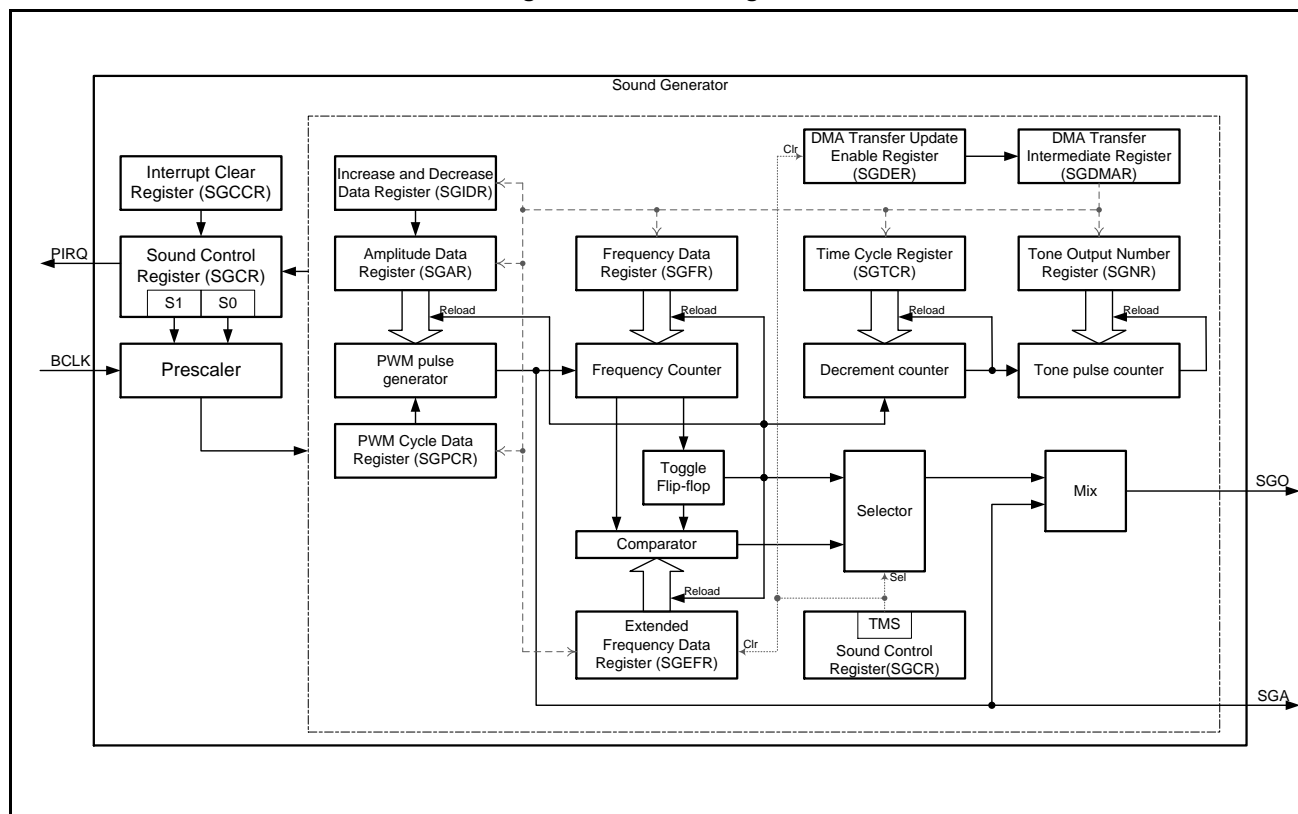 Sound Generator
Interrupt Clear
Register (SGCCR)
Increase and Decrease
Data Register (SGIDR)
Clr
DMA Transfer Update
Enable Register
(SGDER)
DMA Transfer
Intermediate Register
(SGDMAR)
PIRQ
Sound Control
Register (SGCR)
S1
S0
Amplitude Data
Register (SGAR)
Frequency Data
Register (SGFR)
Time Cycle Register
(SGTCR)
Tone Output Number
Register (SGNR)
Reload
Reload
Reload
Reload
BCLK
Prescaler
PWM pulse
generator
Frequency Counter
Decrement counter
Tone pulse counter
PWM Cycle Data
Register (SGPCR)
Toggle
Flip-flop
Selector
Mix
SGO
Comparator
Reload
Sel
Extended
Frequency Data
Register (SGEFR)
Clr
TMS
Sound Control
Register(SGCR)
SGA